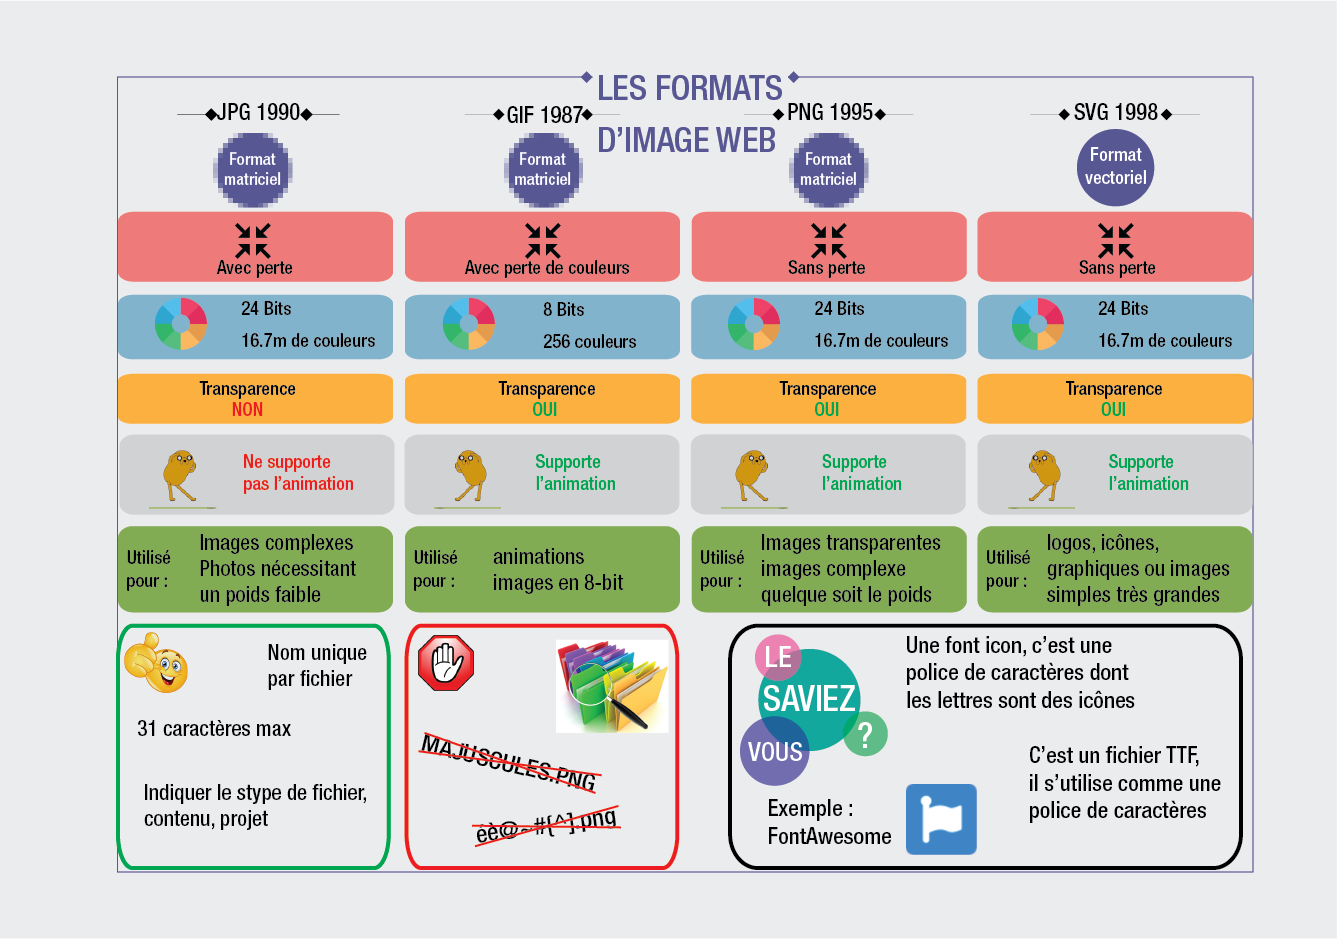 LES FORMATS
D’IMAGE WEB
JPG 1990
GIF 1987
PNG 1995
SVG 1998
Format
matriciel
Format
matriciel
Format
matriciel
Format
vectoriel
Avec perte
Avec perte de couleurs
Sans perte
Sans perte
24 Bits
16.7m de couleurs
8 Bits
256 couleurs
24 Bits
16.7m de couleurs
24 Bits
16.7m de couleurs
Transparence
NON
Transparence
OUI
Transparence
OUI
Transparence
OUI
Ne supporte
pas l’animation
Supporte
l’animation
Supporte
l’animation
Supporte
l’animation
Utilisé
pour :
Images complexes
Photos nécessitant
un poids faible
Utilisé
pour :
animations
images en 8-bit
Utilisé
pour :
Images transparentes
images complexe
quelque soit le poids
Utilisé
pour :
logos, icônes,
graphiques ou images
simples très grandes
Nom unique
par fichier
31 caractères max
Indiquer le stype de fichier,
contenu, projet
MAJUSCULES.PNG
éè@~#{^].png
LE
SAVIEZ
VOUS
?
Une font icon, c’est une
police de caractères dont
les lettres sont des icônes
C’est un fichier TTF,
il s’utilise comme une
police de caractères
Exemple :
FontAwesome